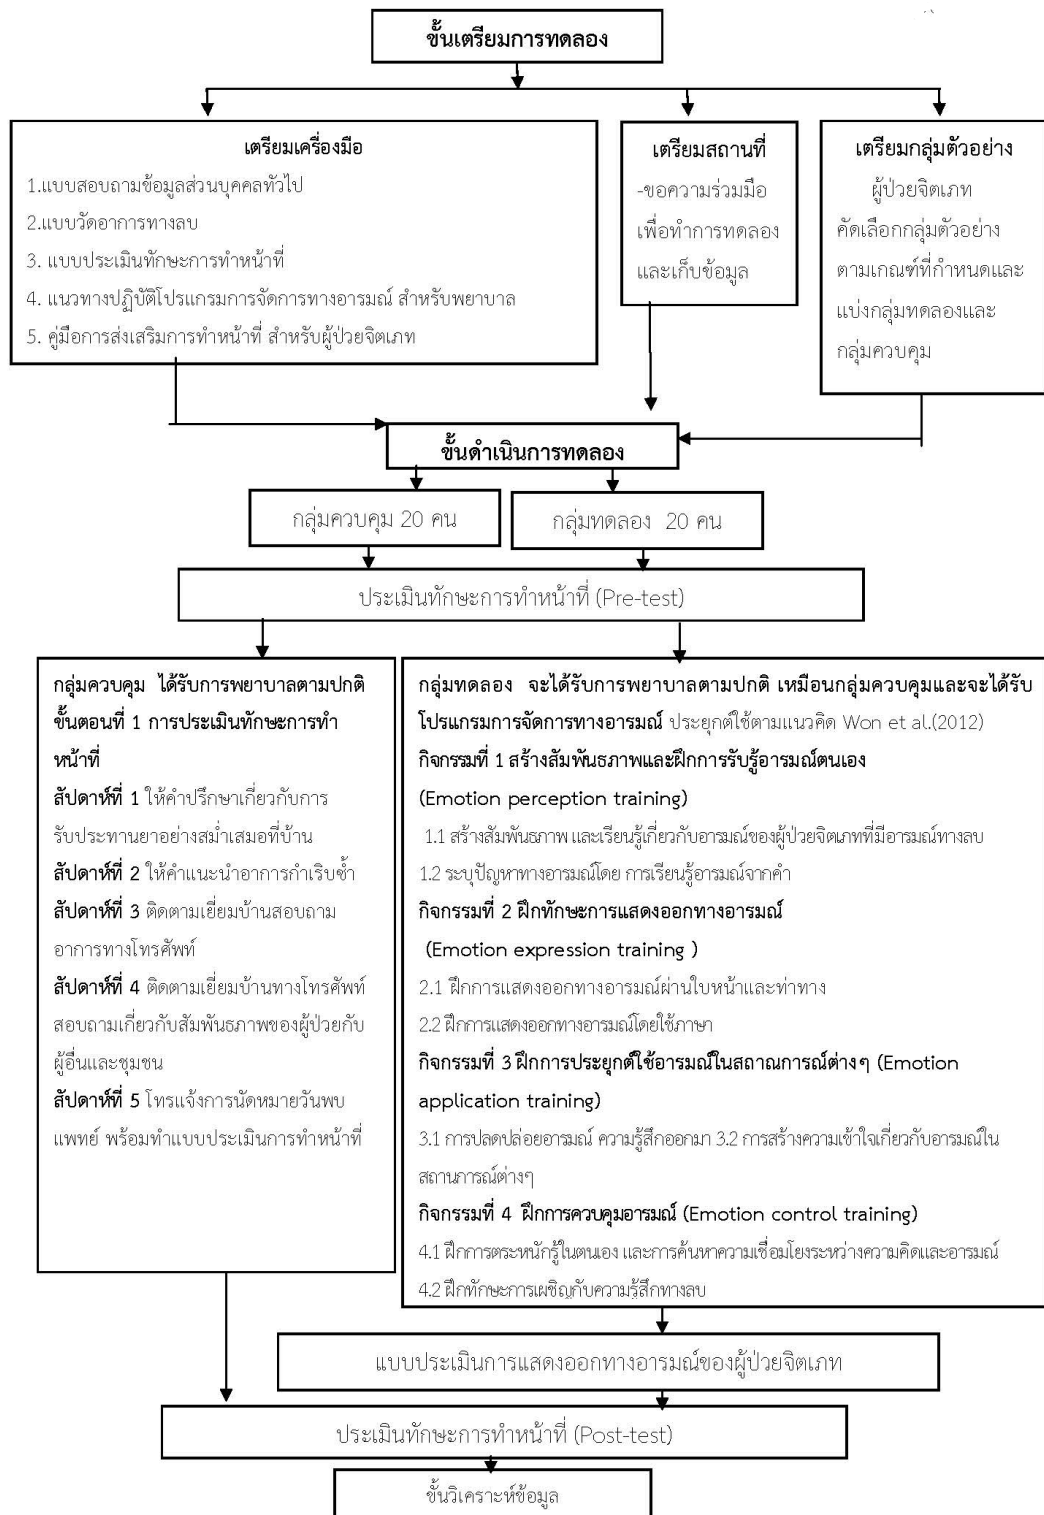 ขั้นเตรียมการทดลอง
เตรียมเครื่องมือ
1.แบบสอบถามข้อมูลส่วนบุคคลทั่วไป
2.แบบวัดอาการทางลบ
3. แบบประเมินทักษะการทำหน้าที่
4. แนวทางปฏิบัติโปรแกรมการจัดการทางอารมณ์ สำหรับพยาบาล
5. คู่มือการส่งเสริมการทำหน้าที่ สำหรับผู้ป่วยจิตเภท
เตรียมสถานที่
-ขอความร่วมมือ
เพื่อทำการทดลอง
และเก็บข้อมูล
เตรียมกลุ่มตัวอย่าง
ผู้ป่วยจิตเภท
คัดเลือกกลุ่มตัวอย่าง
ตามเกณฑ์ที่กำหนดและ
แบ่งกลุ่มทดลองและ
กลุ่มควบคุม
ขั้นดำเนินการทดลอง
กลุ่มควบคุม 20 คน
กลุ่มทดลอง 20 คน
ประเมินทักษะการทำหน้าที่ (Pre-test)
กลุ่มควบคุม ได้รับการพยาบาลตามปกติ
ขั้นตอนที่ 1 การประเมินทักษะการทำ
หน้าที่
สัปดาห์ที่ 1 ให้คำปรึกษาเกี่ยวกับการ
รับประทานยาอย่างสม่ำเสมอที่บ้าน
สัปดาห์ที่ 2 ให้คำแนะนำอาการกำเริบซ้ำ
สัปดาห์ที่ 3 ติดตามเยี่ยมบ้านสอบถาม
อาการทางโทรศัพท์
สัปดาห์ที่ 4 ติดตามเยี่ยมบ้านทางโทรศัพท์
สอบถามเกี่ยวกับสัมพันธภาพของผู้ป่วยกับ
ผู้อื่นและชุมชน
สัปดาห์ที่ 5 โทรแจ้งการนัดหมายวันพบ
แพทย์ พร้อมทำแบบประเมินการทำหน้าที่
กลุ่มทดลอง จะได้รับการพยาบาลตามปกติ เหมือนกลุ่มควบคุมและจะได้รับ
โปรแกรมการจัดการทางอารมณ์ ประยุกต์ใช้ตามแนวคิด Won et al.(2012)
กิจกรรมที่ 1 สร้างสัมพันธภาพและฝึกการรับรู้อารมณ์ตนเอง
(Emotion perception training)
1.1 สร้างสัมพันธภาพ และเรียนรู้เกี่ยวกับอารมณ์ของผู้ป่วยจิตเภทที่มีอารมณ์ทางลบ
1.2 ระบุปัญหาทางอารมณ์โดย การเรียนรู้อารมณ์จากคำ
กิจกรรมที่ 2 ฝึกทักษะการแสดงออกทางอารมณ์
(Emotion expression training )
2.1 ฝึกการแสดงออกทางอารมณ์ผ่านใบหน้าและท่าทาง
2.2 ฝึกการแสดงออกทางอารมณ์โดยใช้ภาษา
กิจกรรมที่ 3 ฝึกการประยุกต์ใช้อารมณ์ในสถาณการณ์ต่างๆ (Emotion
application training)
3.1 การปลดปล่อยอารมณ์ ความรู้สึกออกมา 3.2 การสร้างความเข้าใจเกี่ยวกับอารมณ์ใน
สถานการณ์ต่างๆ
กิจกรรมที่ 4 ฝึกการควบคุมอารมณ์ (Emotion control training)
4.1 ฝึกการตระหนักรู้ในตนเอง และการค้นหาความเชื่อมโยงระหว่างความคิดและอารมณ์
4.2 ฝึกทักษะการเผชิญกับความรู้สึกทางลบ
แบบประเมินการแสดงออกทางอารมณ์ของผู้ป่วยจิตเภท
ประเมินทักษะการทำหน้าที่ (Post-test)
ขั้นวิเคราะห์ข้อมูล